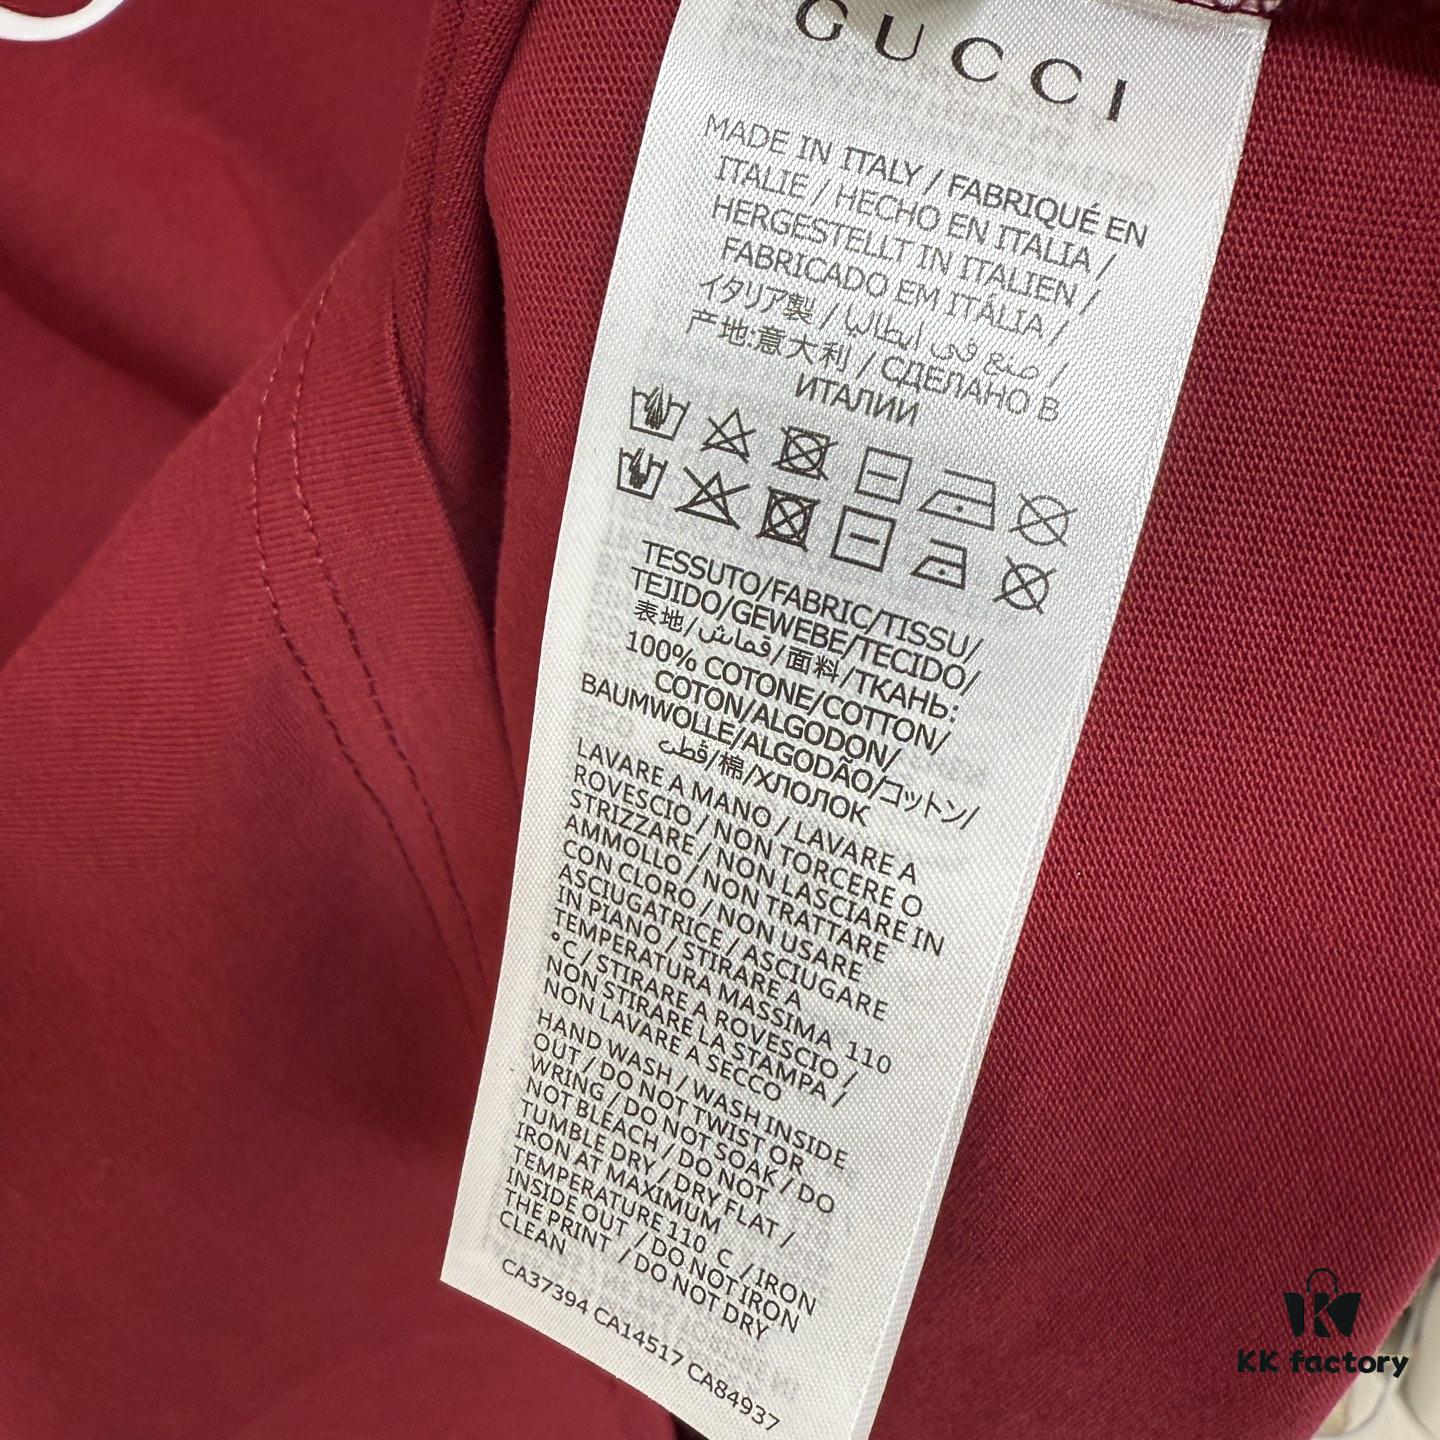 GUCCI
MADE IN ITALY / FABRIQUÉ EN
ITALIE / HECHO EN ITALIA /
HERGESTELLT IN ITALIEN /
FABRICADO EM ITÁLIA /
イタリア製 / صنع في إيطاليا /
产地:意大利 / СДЕЛАНО В
ИТАЛИИ
TESSUTO/FABRIC/TISSU/
TEJIDO/GEWEBE/TECIDO/
表地/قماش/面料/ТКАНЬ:
100% COTONE/COTTON/
COTON/ALGODON/
BAUMWOLLE/ALGODÃO/コットン/
قطن/棉/ХЛОЛОК
LAVARE A MANO / LAVARE A
ROVESCIO / NON TORCERE O
STRIZZARE / NON LASCIARE IN
AMMOLLO / NON TRATTARE
CON CLORO / NON USARE
ASCIUGATRICE / ASCIUGARE
IN PIANO / STIRARE A
TEMPERATURA MASSIMA 110
°C / STIRARE A ROVESCIO /
NON STIRARE LA STAMPA /
NON LAVARE A SECCO
HAND WASH / WASH INSIDE
OUT / DO NOT TWIST OR
WRING / DO NOT SOAK / DO
NOT BLEACH / DO NOT
TUMBLE DRY / DRY FLAT /
IRON AT MAXIMUM
TEMPERATURE 110 C / IRON
INSIDE OUT / DO NOT IRON
THE PRINT / DO NOT DRY
CLEAN
CA37394 CA14517 CA84937
KK factory